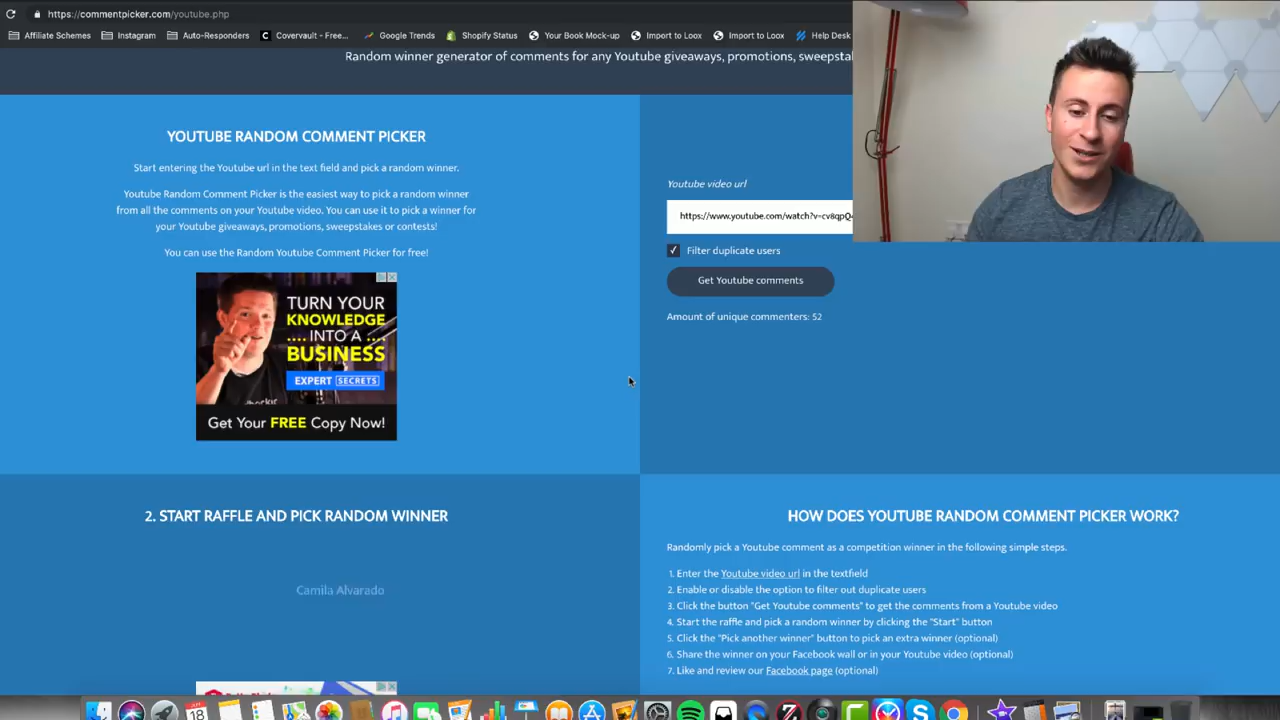 https://commentpicker.com/youtube.php
Affiliate Schemes Instagram Auto-Responders Covervault - Free... Google Trends Shopify Status Your Book Mock-up Import to Loox Import to Loox Help Desk
Random winner generator of comments for any Youtube giveaways, promotions, sweepstal
YOUTUBE RANDOM COMMENT PICKER
Start entering the Youtube url in the text field and pick a random winner.
Youtube Random Comment Picker is the easiest way to pick a random winner
from all the comments on your Youtube video. You can use it to pick a winner for
your Youtube giveaways, promotions, sweepstakes or contests!
You can use the Random Youtube Comment Picker for free!
TURN YOUR
KNOWLEDGE
.... INTO A ....
BUSINESS
EXPERT SECRETS
Get Your FREE Copy Now!
Youtube video url
https://www.youtube.com/watch?v=cv8qpQ
Filter duplicate users
Get Youtube comments
Amount of unique commenters: 52
2. START RAFFLE AND PICK RANDOM WINNER
Camila Alvarado
HOW DOES YOUTUBE RANDOM COMMENT PICKER WORK?
Randomly pick a Youtube comment as a competition winner in the following simple steps.
1. Enter the Youtube video url in the textfield
2. Enable or disable the option to filter out duplicate users
3. Click the button "Get Youtube comments" to get the comments from a Youtube video
4. Start the raffle and pick a random winner by clicking the "Start" button
5. Click the "Pick another winner" button to pick an extra winner (optional)
6. Share the winner on your Facebook wall or in your Youtube video (optional)
7. Like and review our Facebook page (optional)
18